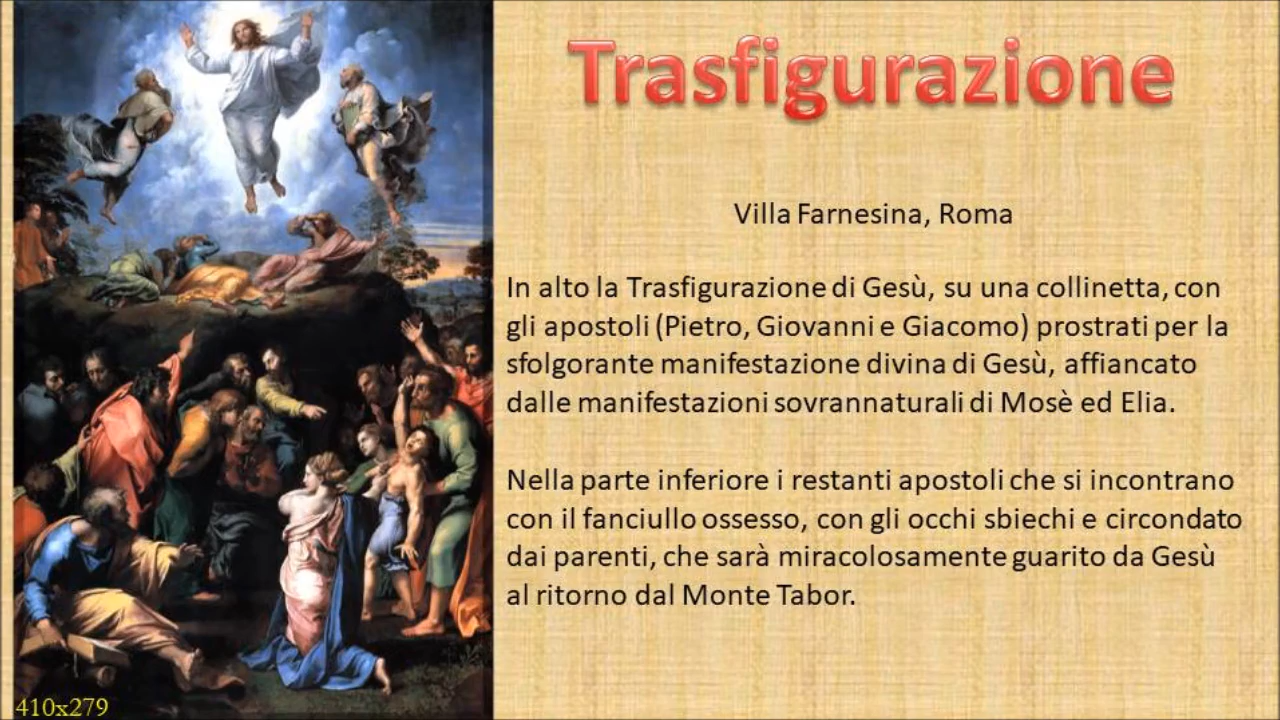 Trasfigurazione
Villa Farnesina, Roma
In alto la Trasfigurazione di Gesù, su una collinetta, con
gli apostoli (Pietro, Giovanni e Giacomo) prostrati per la
sfolgorante manifestazione divina di Gesù, affiancato
dalle manifestazioni sovrannaturali di Mosè ed Elia.
Nella parte inferiore i restanti apostoli che si incontrano
con il fanciullo ossesso, con gli occhi sbiechi e circondato
dai parenti, che sarà miracolosamente guarito da Gesù
al ritorno dal Monte Tabor.
410x279